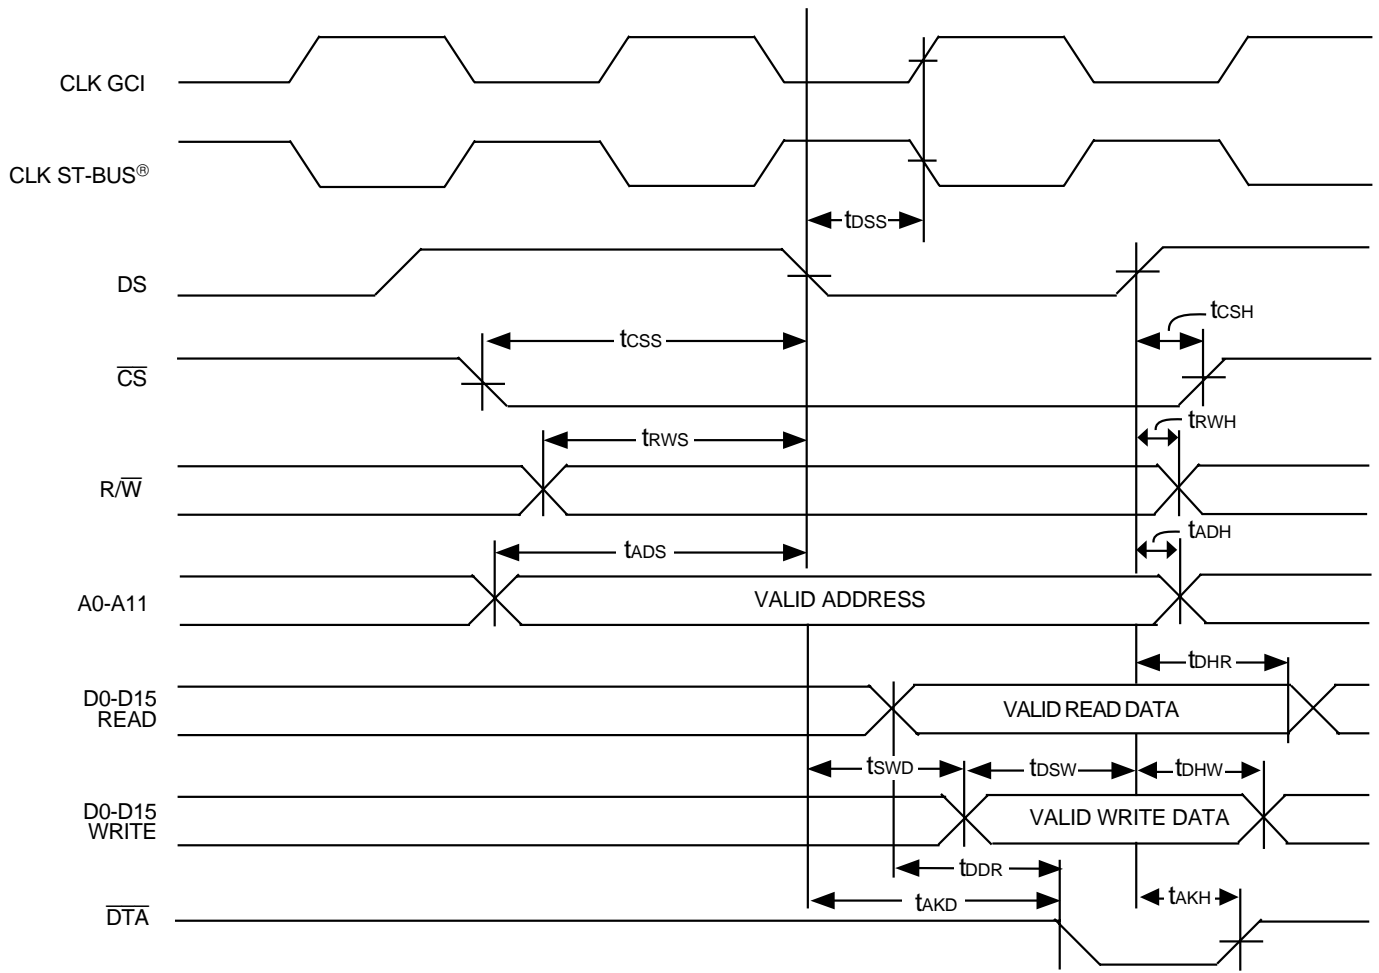 CLK GCI
CLK ST-BUS®
tDSS
DS
tCSH
tCSS
CS
tRWH
tRWS
R/W
tADH
tADS
A0-A11
VALID ADDRESS
tDHR
D0-D15
READ
VALID READ DATA
tSWD
tDSW
tDHW
D0-D15
WRITE
VALID WRITE DATA
tDDR
tAKH
tAKD
DTA